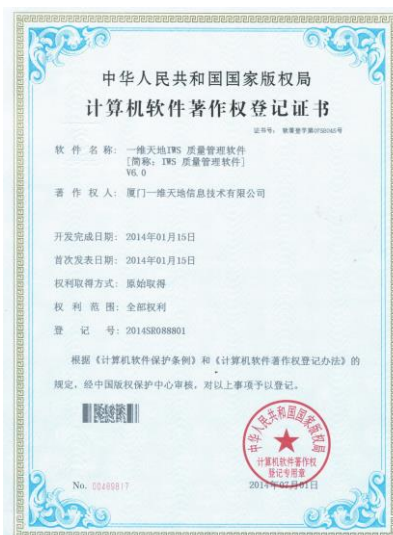 中华人民共和国国家版权局
计算机软件著作权登记证书
软件名称: 一维天地IWS 质量管理软件
[简称: IWS 质量管理软件]
V6.0
著作权人: 厦门一维天地信息技术有限公司
开发完成日期: 2014年01月15日
首次发表日期: 2014年01月15日
权利取得方式: 原始取得
权利范围: 全部权利
登记号: 2014SR088801
根据《计算机软件保护条例》和《计算机软件著作权登记办法》的
规定,经中国版权保护中心审核,对以上事项予以登记。
中华人民共和国国家版权局
计算机软件著作权
登记专用章
No. 00469817
2014年07月01日